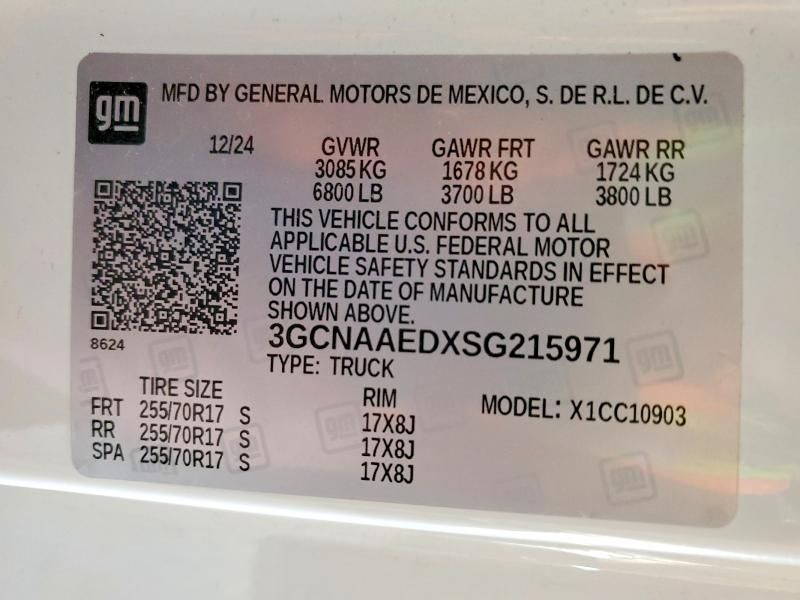 gm
MFD BY GENERAL MOTORS DE MEXICO, S. DE R.L. DE C.V.
12/24 GVWR GAWR FRT GAWR RR
3085 KG 1678 KG 1724 KG
6800 LB 3700 LB 3800 LB
THIS VEHICLE CONFORMS TO ALL
APPLICABLE U.S. FEDERAL MOTOR
VEHICLE SAFETY STANDARDS IN EFFECT
ON THE DATE OF MANUFACTURE
SHOWN ABOVE.
8624
3GCNAAEDXSG215971
TYPE: TRUCK
TIRE SIZE RIM MODEL: X1CC10903
FRT 255/70R17 S 17X8J
RR 255/70R17 S 17X8J
SPA 255/70R17 S 17X8J